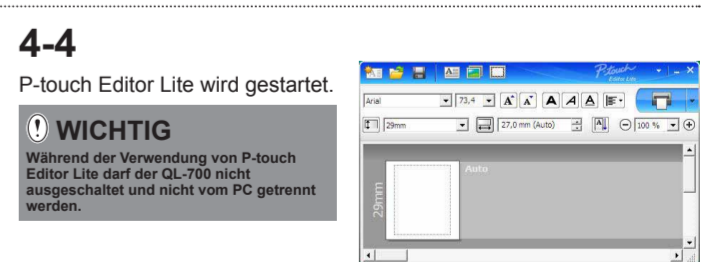 4-4
P-touch Editor Lite wird gestartet.
WICHTIG
Während der Verwendung von P-touch
Editor Lite darf der QL-700 nicht
ausgeschaltet und nicht vom PC getrennt
werden.
P-touch
Editor Lite
Arial 73,4 A A A A A
29mm 27,0 mm (Auto) A 100 %
Auto
29mm